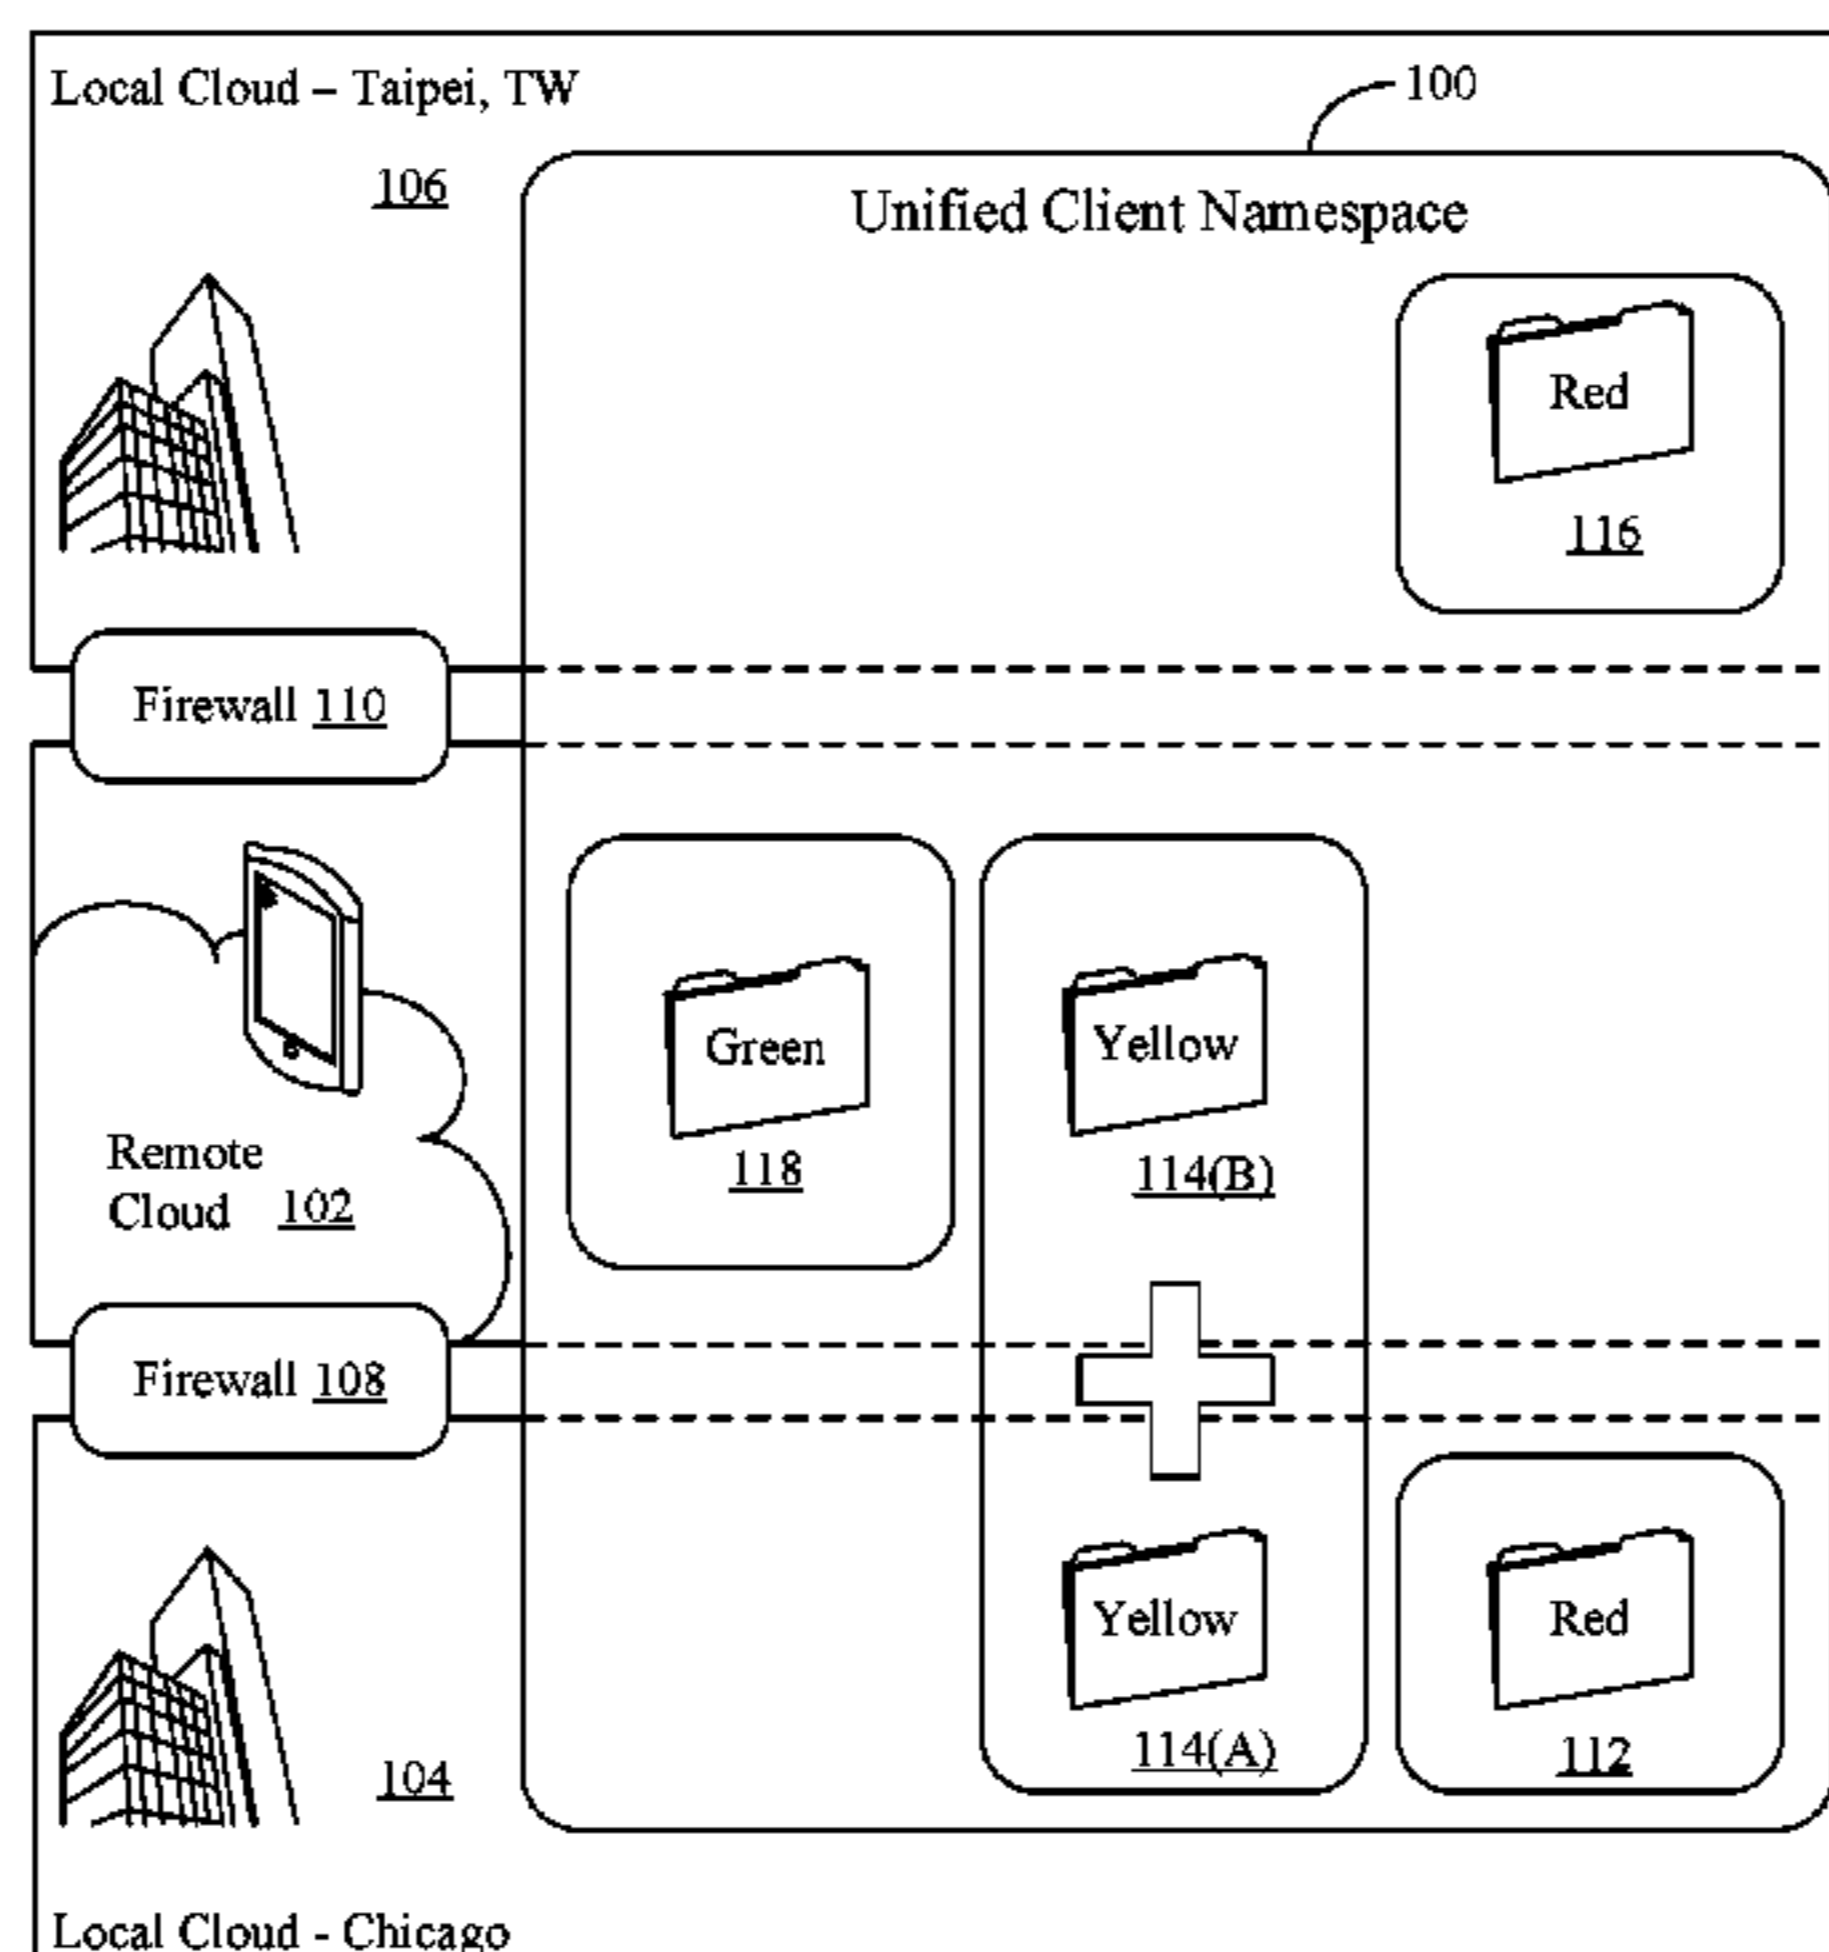 Local Cloud – Taipei, TW
100
106
Unified Client Namespace
Red
116
Firewall 110
Green
118
Yellow
114(B)
Remote
Cloud 102
Firewall 108
Yellow
114(A)
Red
112
104
Local Cloud - Chicago